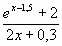 e^{x-1,5} + 2
2x + 0,3